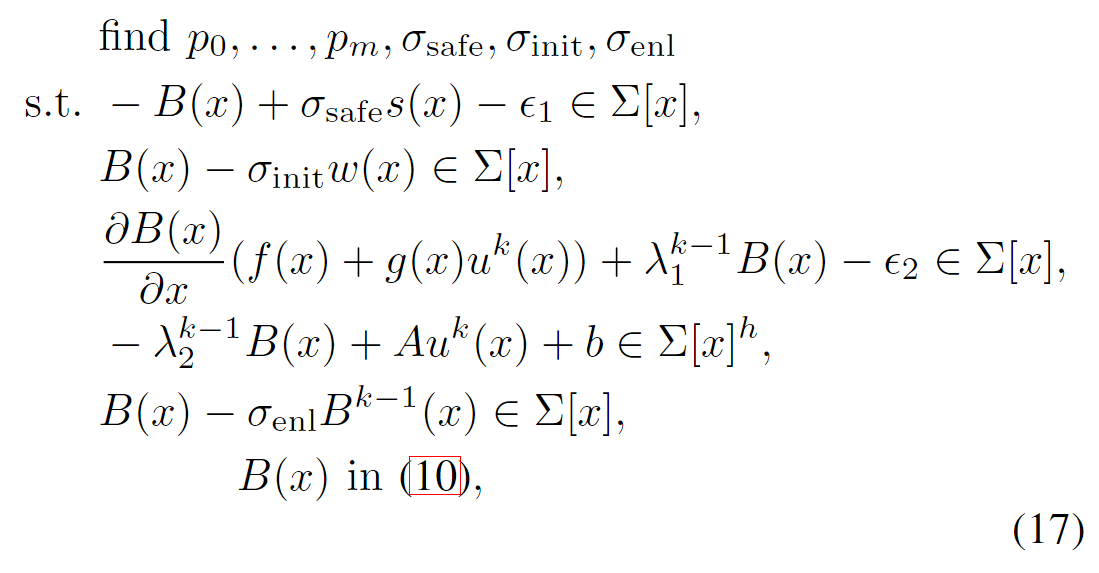 find p₀, . . . , pₘ, σ_safe, σ_init, σ_enl
s.t. − B(x) + σ_safe s(x) − ϵ₁ ∈ Σ[x],
B(x) − σ_init w(x) ∈ Σ[x],
∂B(x)/∂x (f(x) + g(x)u^k(x)) + λ₁^{k−1} B(x) − ϵ₂ ∈ Σ[x],
− λ₂^{k−1} B(x) + Au^k(x) + b ∈ Σ[x]^h,
B(x) − σ_enl B^{k−1}(x) ∈ Σ[x],
B(x) in (10),
(17)